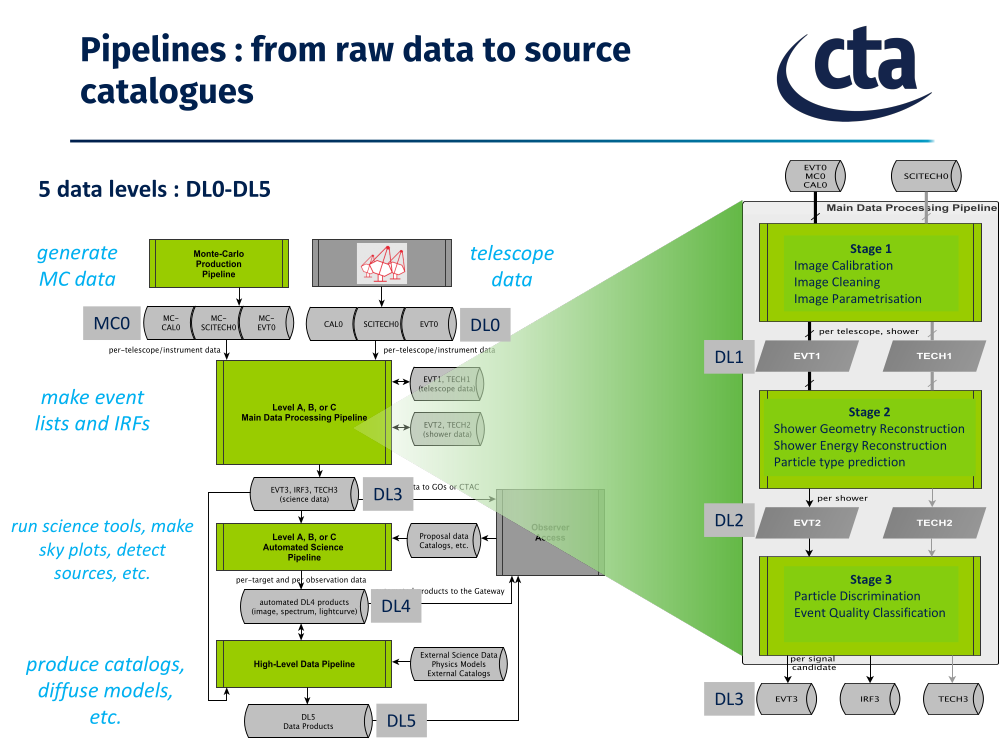 Pipelines : from raw data to source
catalogues
cta
5 data levels : DL0-DL5
generate
MC data
Monte-Carlo
Production
Pipeline
telescope
data
MC0
MC-
CAL0
MC-
SCITECH0
MC-
EVT0
CAL0
SCITECH0
EVT0
DL0
per-telescope/instrument data
per-telescope/instrument data
make event
lists and IRFs
Level A, B, or C
Main Data Processing Pipeline
EVT1, TECH1
(telescope data)
EVT2, TECH2
(shower data)
EVT3, IRF3, TECH3
(science data)
DL3
to GOs or CTAC
run science tools, make
sky plots, detect
sources, etc.
Level A, B, or C
Automated Science
Pipeline
Proposal data
Catalogs, etc.
Observer
Access
per-target and per observation data
automated DL4 products
(image, spectrum, lightcurve)
DL4
products to the Gateway
produce catalogs,
diffuse models,
etc.
High-Level Data Pipeline
External Science Data
Physics Models
External Catalogs
DL5
Data Products
DL5
EVT0
MC0
CAL0
SCITECH0
Main Data Processing Pipeline
Stage 1
Image Calibration
Image Cleaning
Image Parametrisation
per telescope, shower
DL1
EVT1
TECH1
Stage 2
Shower Geometry Reconstruction
Shower Energy Reconstruction
Particle type prediction
per shower
DL2
EVT2
TECH2
Stage 3
Particle Discrimination
Event Quality Classification
per signal
candidate
DL3
EVT3
IRF3
TECH3